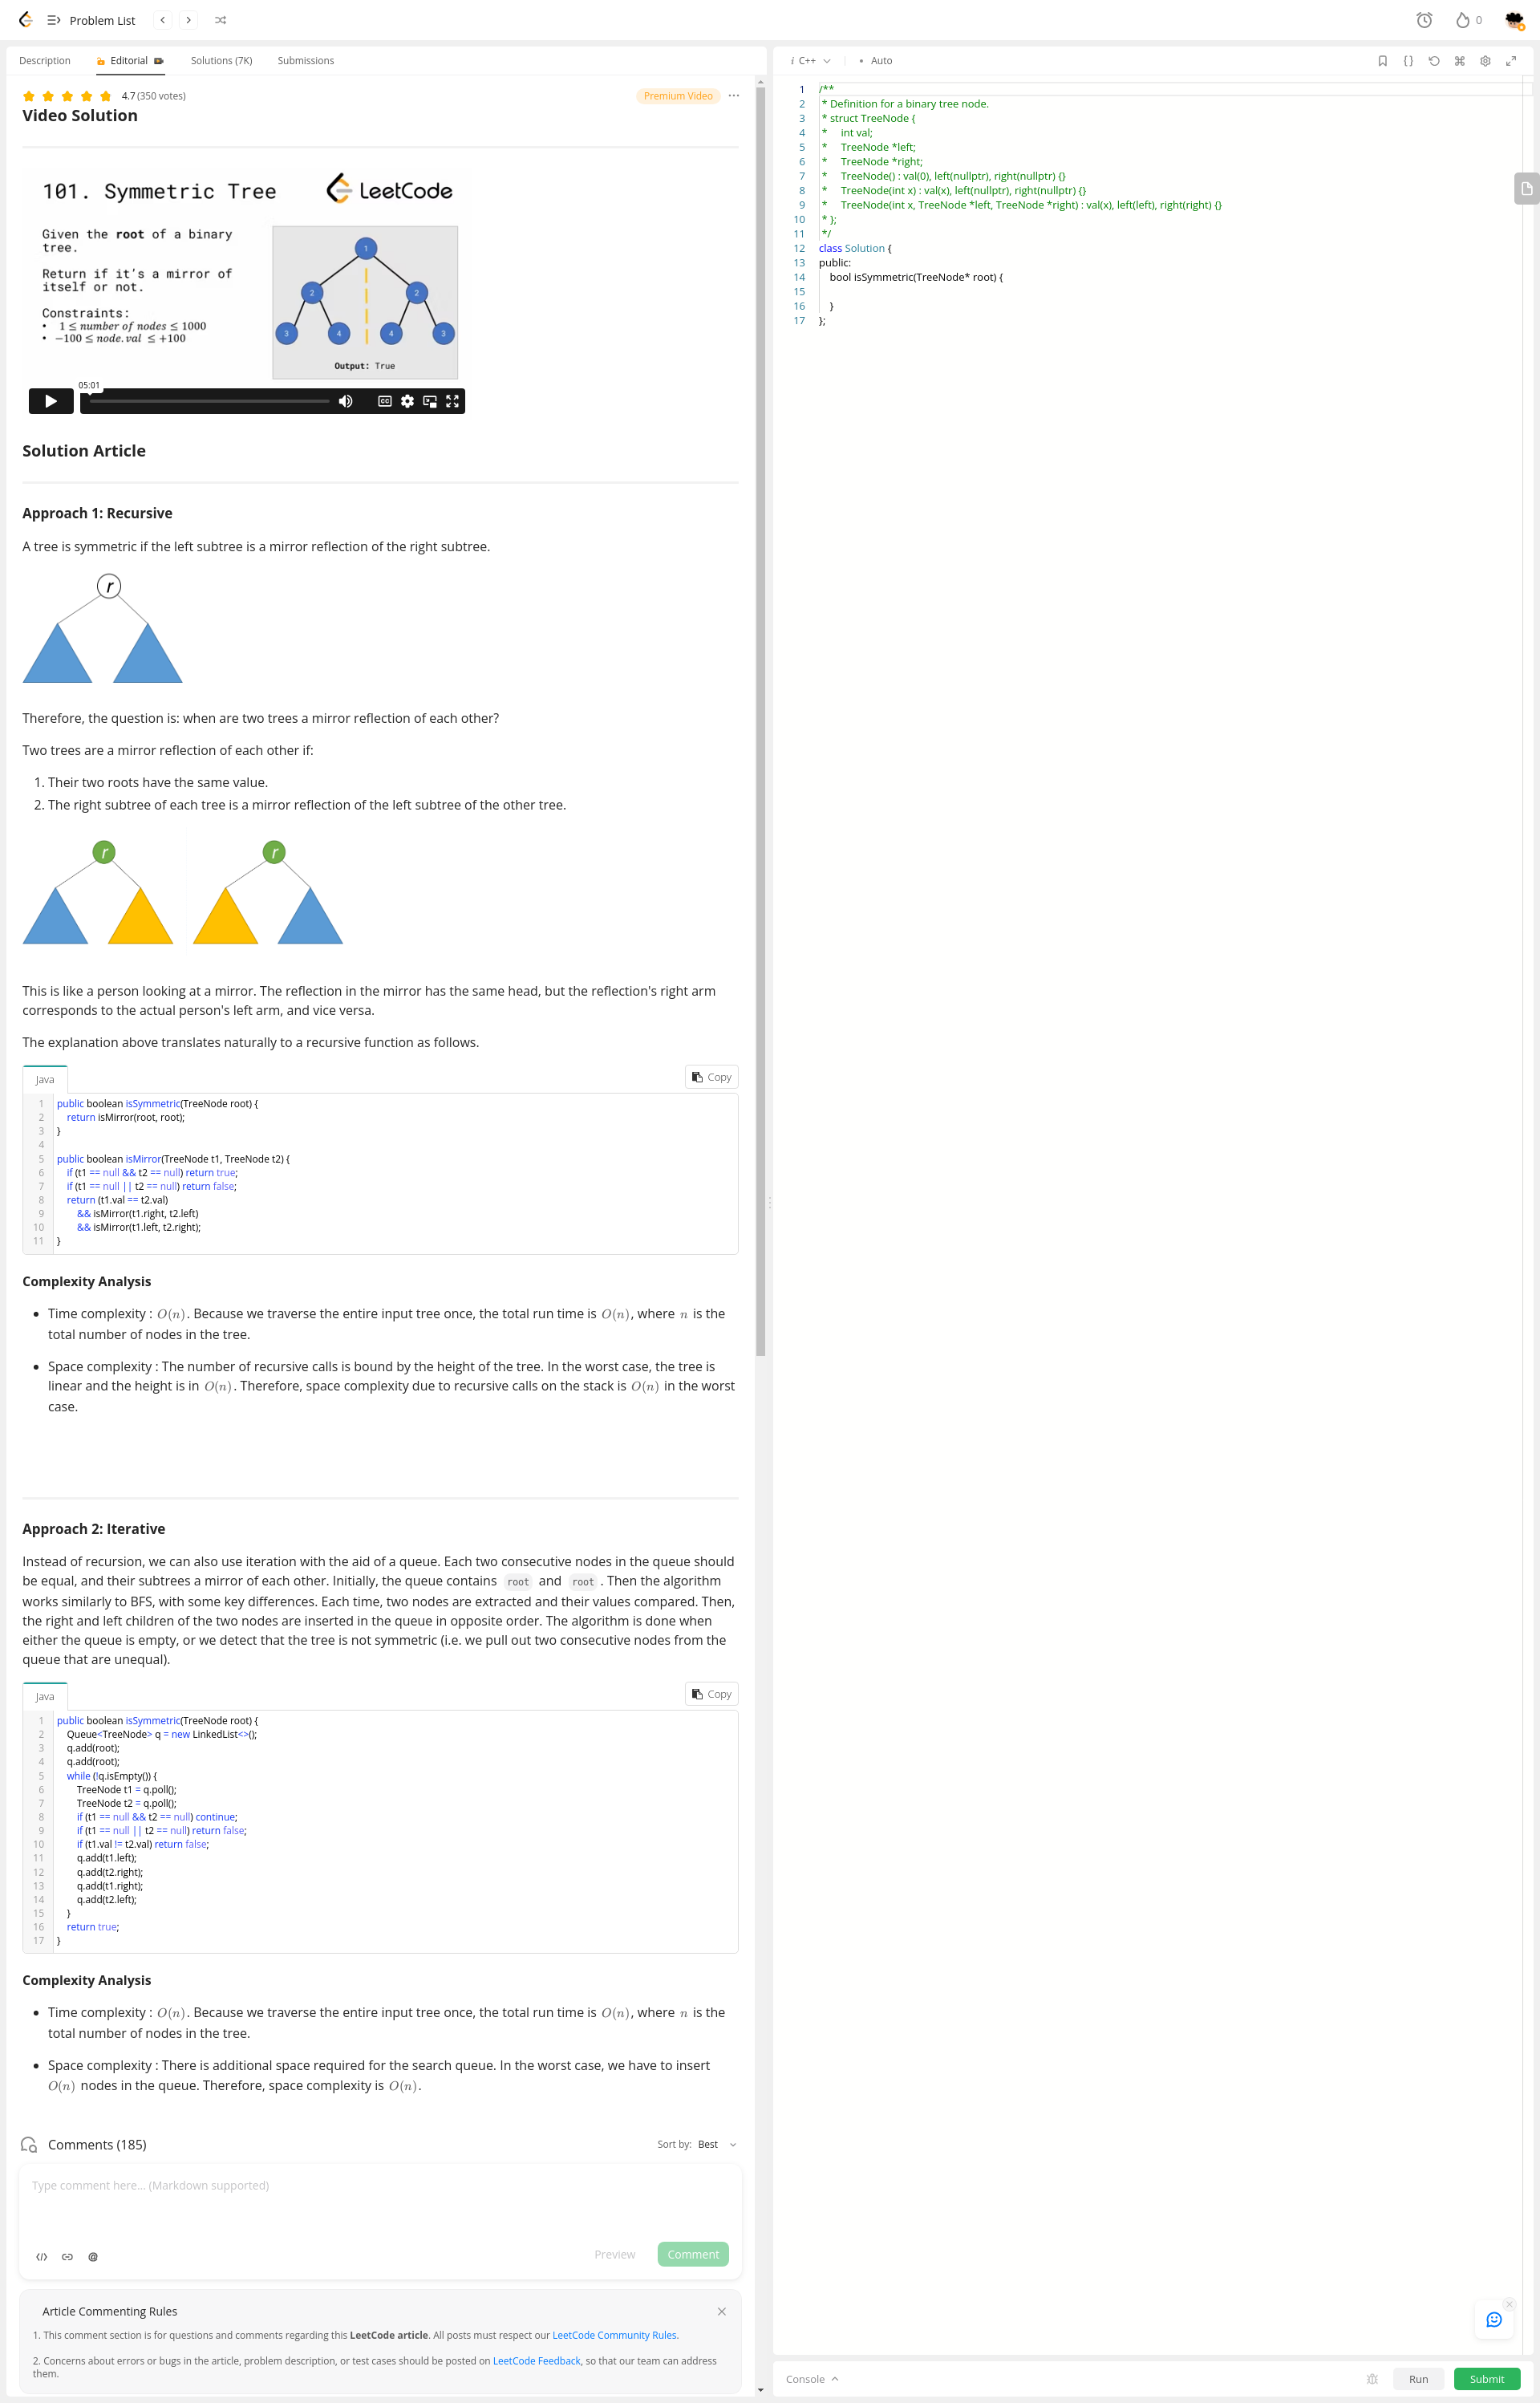 Problem List
0
Description
Editorial
Solutions (7K)
Submissions
4.7 (350 votes)
Premium Video
Video Solution
101. Symmetric Tree
LeetCode
Given the root of a binary
tree.
Return if it's a mirror of
itself or not.
Constraints:
• 1 ≤ number of nodes ≤ 1000
• −100 ≤ node.val ≤ +100
1
2
2
3
4
4
3
Output: True
05:01
CC
Solution Article
Approach 1: Recursive
A tree is symmetric if the left subtree is a mirror reflection of the right subtree.
r
Therefore, the question is: when are two trees a mirror reflection of each other?
Two trees are a mirror reflection of each other if:
1. Their two roots have the same value.
2. The right subtree of each tree is a mirror reflection of the left subtree of the other tree.
r
r
This is like a person looking at a mirror. The reflection in the mirror has the same head, but the reflection's right arm
corresponds to the actual person's left arm, and vice versa.
The explanation above translates naturally to a recursive function as follows.
Java
Copy
1 public boolean isSymmetric(TreeNode root) {
2 return isMirror(root, root);
3 }
4
5 public boolean isMirror(TreeNode t1, TreeNode t2) {
6 if (t1 == null && t2 == null) return true;
7 if (t1 == null || t2 == null) return false;
8 return (t1.val == t2.val)
9 && isMirror(t1.right, t2.left)
10 && isMirror(t1.left, t2.right);
11 }
Complexity Analysis
• Time complexity : O(n). Because we traverse the entire input tree once, the total run time is O(n), where n is the
total number of nodes in the tree.
• Space complexity : The number of recursive calls is bound by the height of the tree. In the worst case, the tree is
linear and the height is in O(n). Therefore, space complexity due to recursive calls on the stack is O(n) in the worst
case.
Approach 2: Iterative
Instead of recursion, we can also use iteration with the aid of a queue. Each two consecutive nodes in the queue should
be equal, and their subtrees a mirror of each other. Initially, the queue contains root and root. Then the algorithm
works similarly to BFS, with some key differences. Each time, two nodes are extracted and their values compared. Then,
the right and left children of the two nodes are inserted in the queue in opposite order. The algorithm is done when
either the queue is empty, or we detect that the tree is not symmetric (i.e. we pull out two consecutive nodes from the
queue that are unequal).
Java
Copy
1 public boolean isSymmetric(TreeNode root) {
2 Queue<TreeNode> q = new LinkedList<>();
3 q.add(root);
4 q.add(root);
5 while (!q.isEmpty()) {
6 TreeNode t1 = q.poll();
7 TreeNode t2 = q.poll();
8 if (t1 == null && t2 == null) continue;
9 if (t1 == null || t2 == null) return false;
10 if (t1.val != t2.val) return false;
11 q.add(t1.left);
12 q.add(t2.right);
13 q.add(t1.right);
14 q.add(t2.left);
15 }
16 return true;
17 }
Complexity Analysis
• Time complexity : O(n). Because we traverse the entire input tree once, the total run time is O(n), where n is the
total number of nodes in the tree.
• Space complexity : There is additional space required for the search queue. In the worst case, we have to insert
O(n) nodes in the queue. Therefore, space complexity is O(n).
Comments (185)
Sort by: Best
Type comment here... (Markdown supported)
Preview
Comment
Article Commenting Rules
1. This comment section is for questions and comments regarding this LeetCode article. All posts must respect our LeetCode Community Rules.
2. Concerns about errors or bugs in the article, problem description, or test cases should be posted on LeetCode Feedback, so that our team can address
them.
i C++
• Auto
1 /**
2 * Definition for a binary tree node.
3 * struct TreeNode {
4 * int val;
5 * TreeNode *left;
6 * TreeNode *right;
7 * TreeNode() : val(0), left(nullptr), right(nullptr) {}
8 * TreeNode(int x) : val(x), left(nullptr), right(nullptr) {}
9 * TreeNode(int x, TreeNode *left, TreeNode *right) : val(x), left(left), right(right) {}
10 * };
11 */
12 class Solution {
13 public:
14 bool isSymmetric(TreeNode* root) {
15
16 }
17 };
Console
Run
Submit